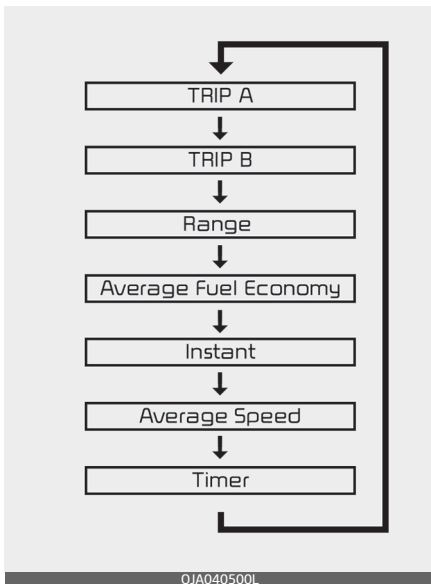 TRIP A
TRIP B
Range
Average Fuel Economy
Instant
Average Speed
Timer
OJA040500L